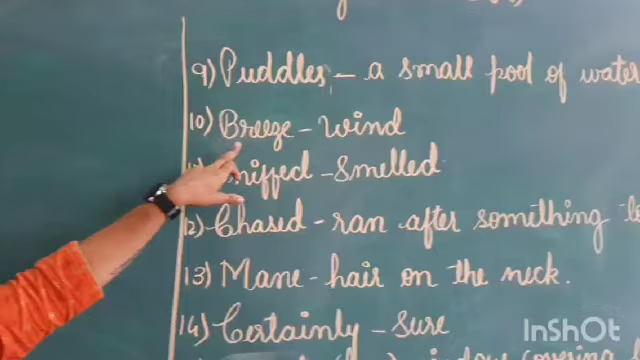 9) Puddles - a small pool of water
10) Breeze - Wind
Sniffed - Smelled
12) Chased - ran after something
13) Mane - hair on the neck.
14) Certainly - Sure
InShOt